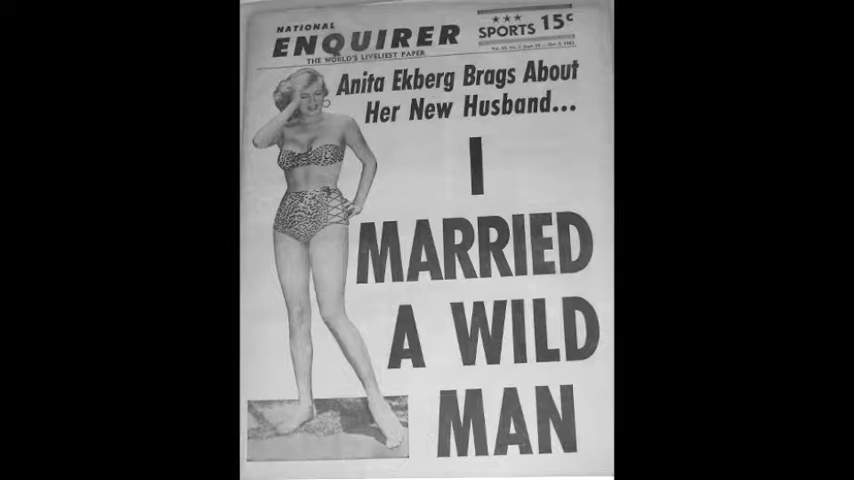 NATIONAL
ENQUIRER
THE WORLD'S LIVELIEST PAPER
★★★
SPORTS 15¢
Anita Ekberg Brags About
Her New Husband...
I
MARRIED
A WILD
MAN